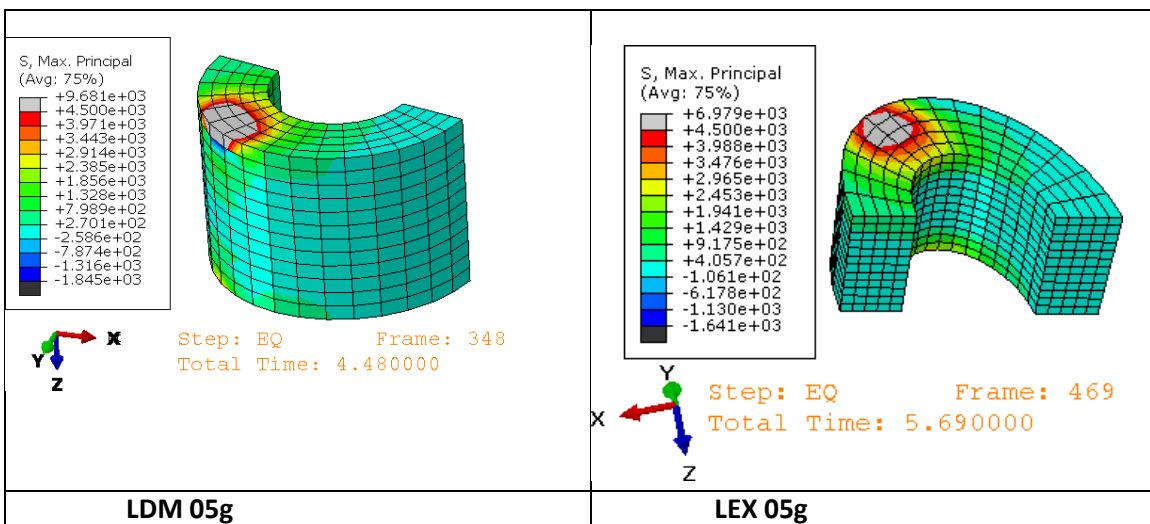 S, Max. Principal
(Avg: 75%)
+9.681e+03
+4.500e+03
+3.971e+03
+3.443e+03
+2.914e+03
+2.385e+03
+1.856e+03
+1.328e+03
+7.989e+02
+2.701e+02
-2.586e+02
-7.874e+02
-1.316e+03
-1.845e+03
X
Y
Z
Step: EQ Frame: 348
Total Time: 4.480000
S, Max. Principal
(Avg: 75%)
+6.979e+03
+4.500e+03
+3.988e+03
+3.476e+03
+2.965e+03
+2.453e+03
+1.941e+03
+1.429e+03
+9.175e+02
+4.057e+02
-1.061e+02
-6.178e+02
-1.130e+03
-1.641e+03
Y
X
Z
Step: EQ Frame: 469
Total Time: 5.690000
LDM 05g
LEX 05g